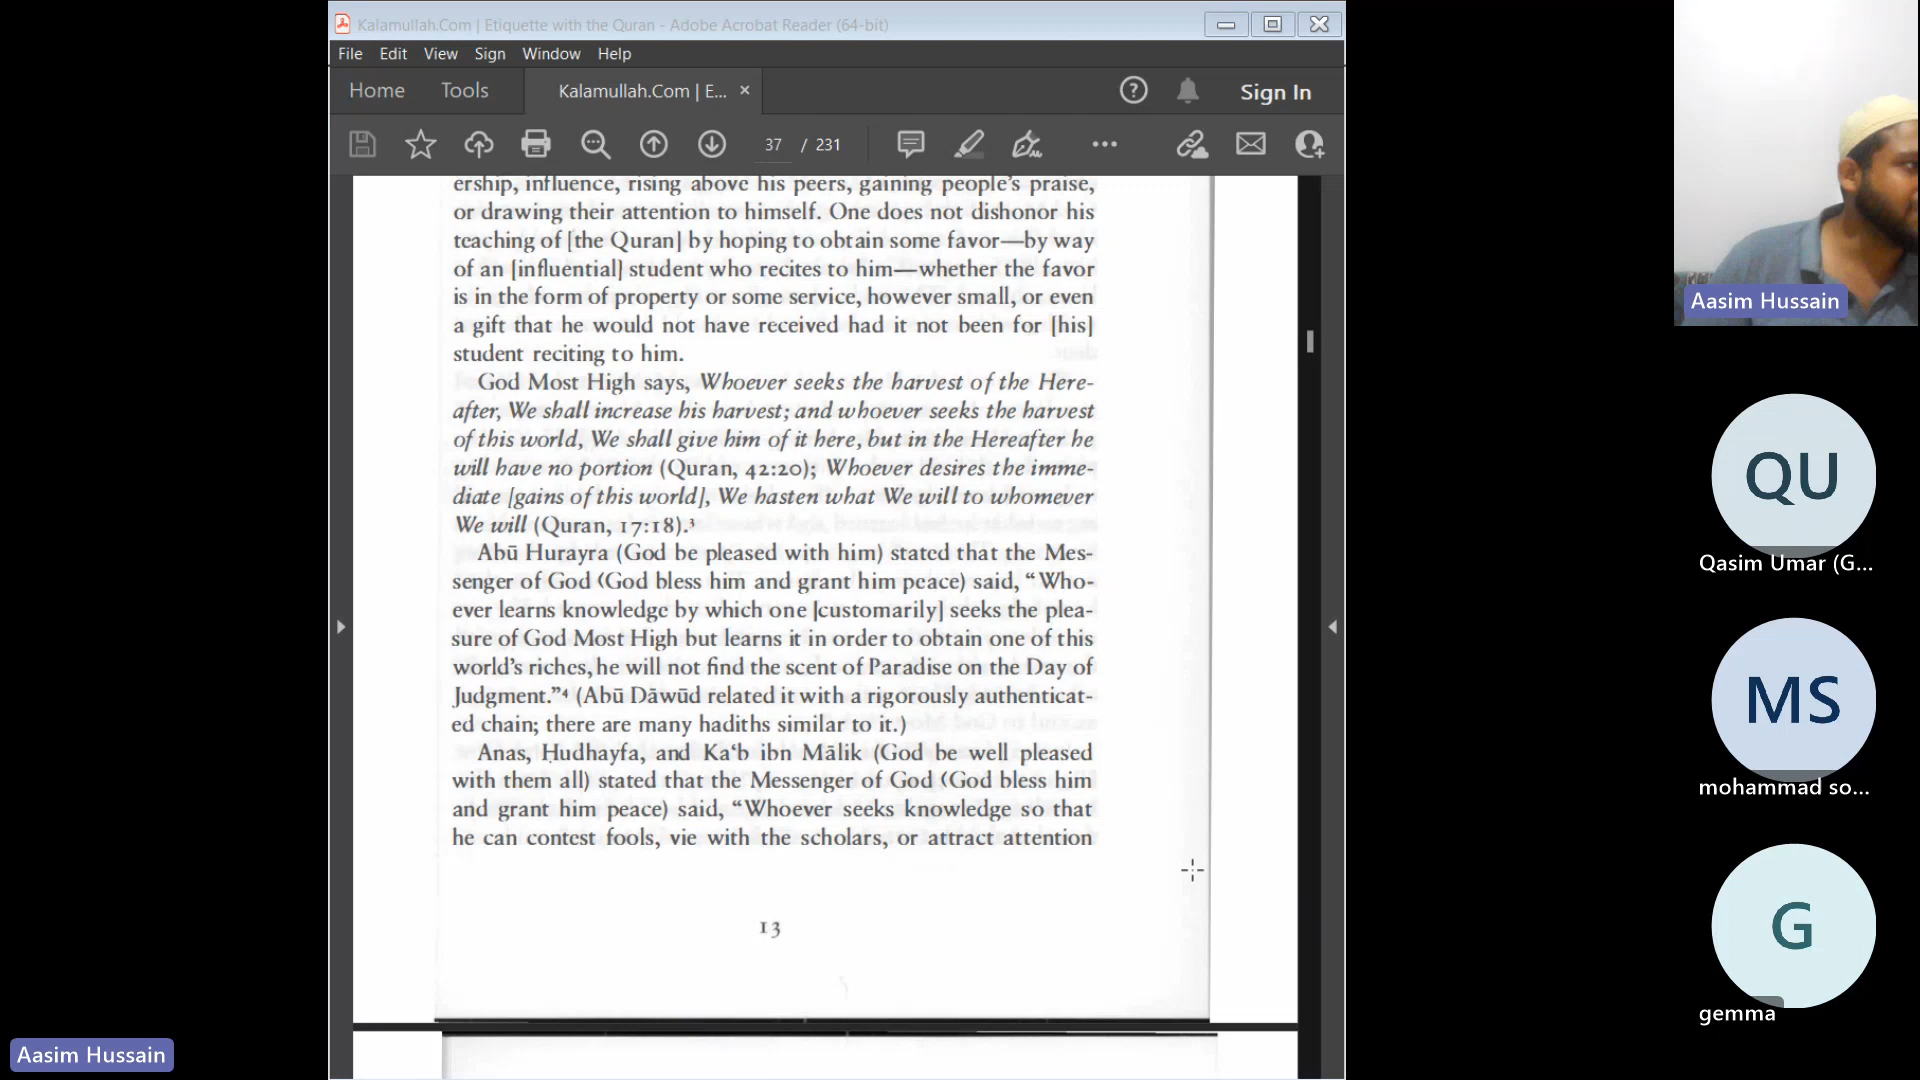 Kalamullah.Com | Etiquette with the Quran - Adobe Acrobat Reader (64-bit)
File Edit View Sign Window Help
Home Tools Kalamullah.Com | E... × Sign In
37 / 231
ership, influence, rising above his peers, gaining people's praise,
or drawing their attention to himself. One does not dishonor his
teaching of [the Quran] by hoping to obtain some favor—by way
of an [influential] student who recites to him—whether the favor
is in the form of property or some service, however small, or even
a gift that he would not have received had it not been for [his]
student reciting to him.
God Most High says, Whoever seeks the harvest of the Here-
after, We shall increase his harvest; and whoever seeks the harvest
of this world, We shall give him of it here, but in the Hereafter he
will have no portion (Quran, 42:20); Whoever desires the imme-
diate [gains of this world], We hasten what We will to whomever
We will (Quran, 17:18).³
Abū Hurayra (God be pleased with him) stated that the Mes-
senger of God (God bless him and grant him peace) said, “Who-
ever learns knowledge by which one [customarily] seeks the plea-
sure of God Most High but learns it in order to obtain one of this
world's riches, he will not find the scent of Paradise on the Day of
Judgment.”⁴ (Abū Dāwūd related it with a rigorously authenticat-
ed chain; there are many hadiths similar to it.)
Anas, Ḥudhayfa, and Kaʻb ibn Mālik (God be well pleased
with them all) stated that the Messenger of God (God bless him
and grant him peace) said, “Whoever seeks knowledge so that
he can contest fools, vie with the scholars, or attract attention
13
Aasim Hussain
Aasim Hussain
QU
Qasim Umar (G...
MS
mohammad so...
G
gemma